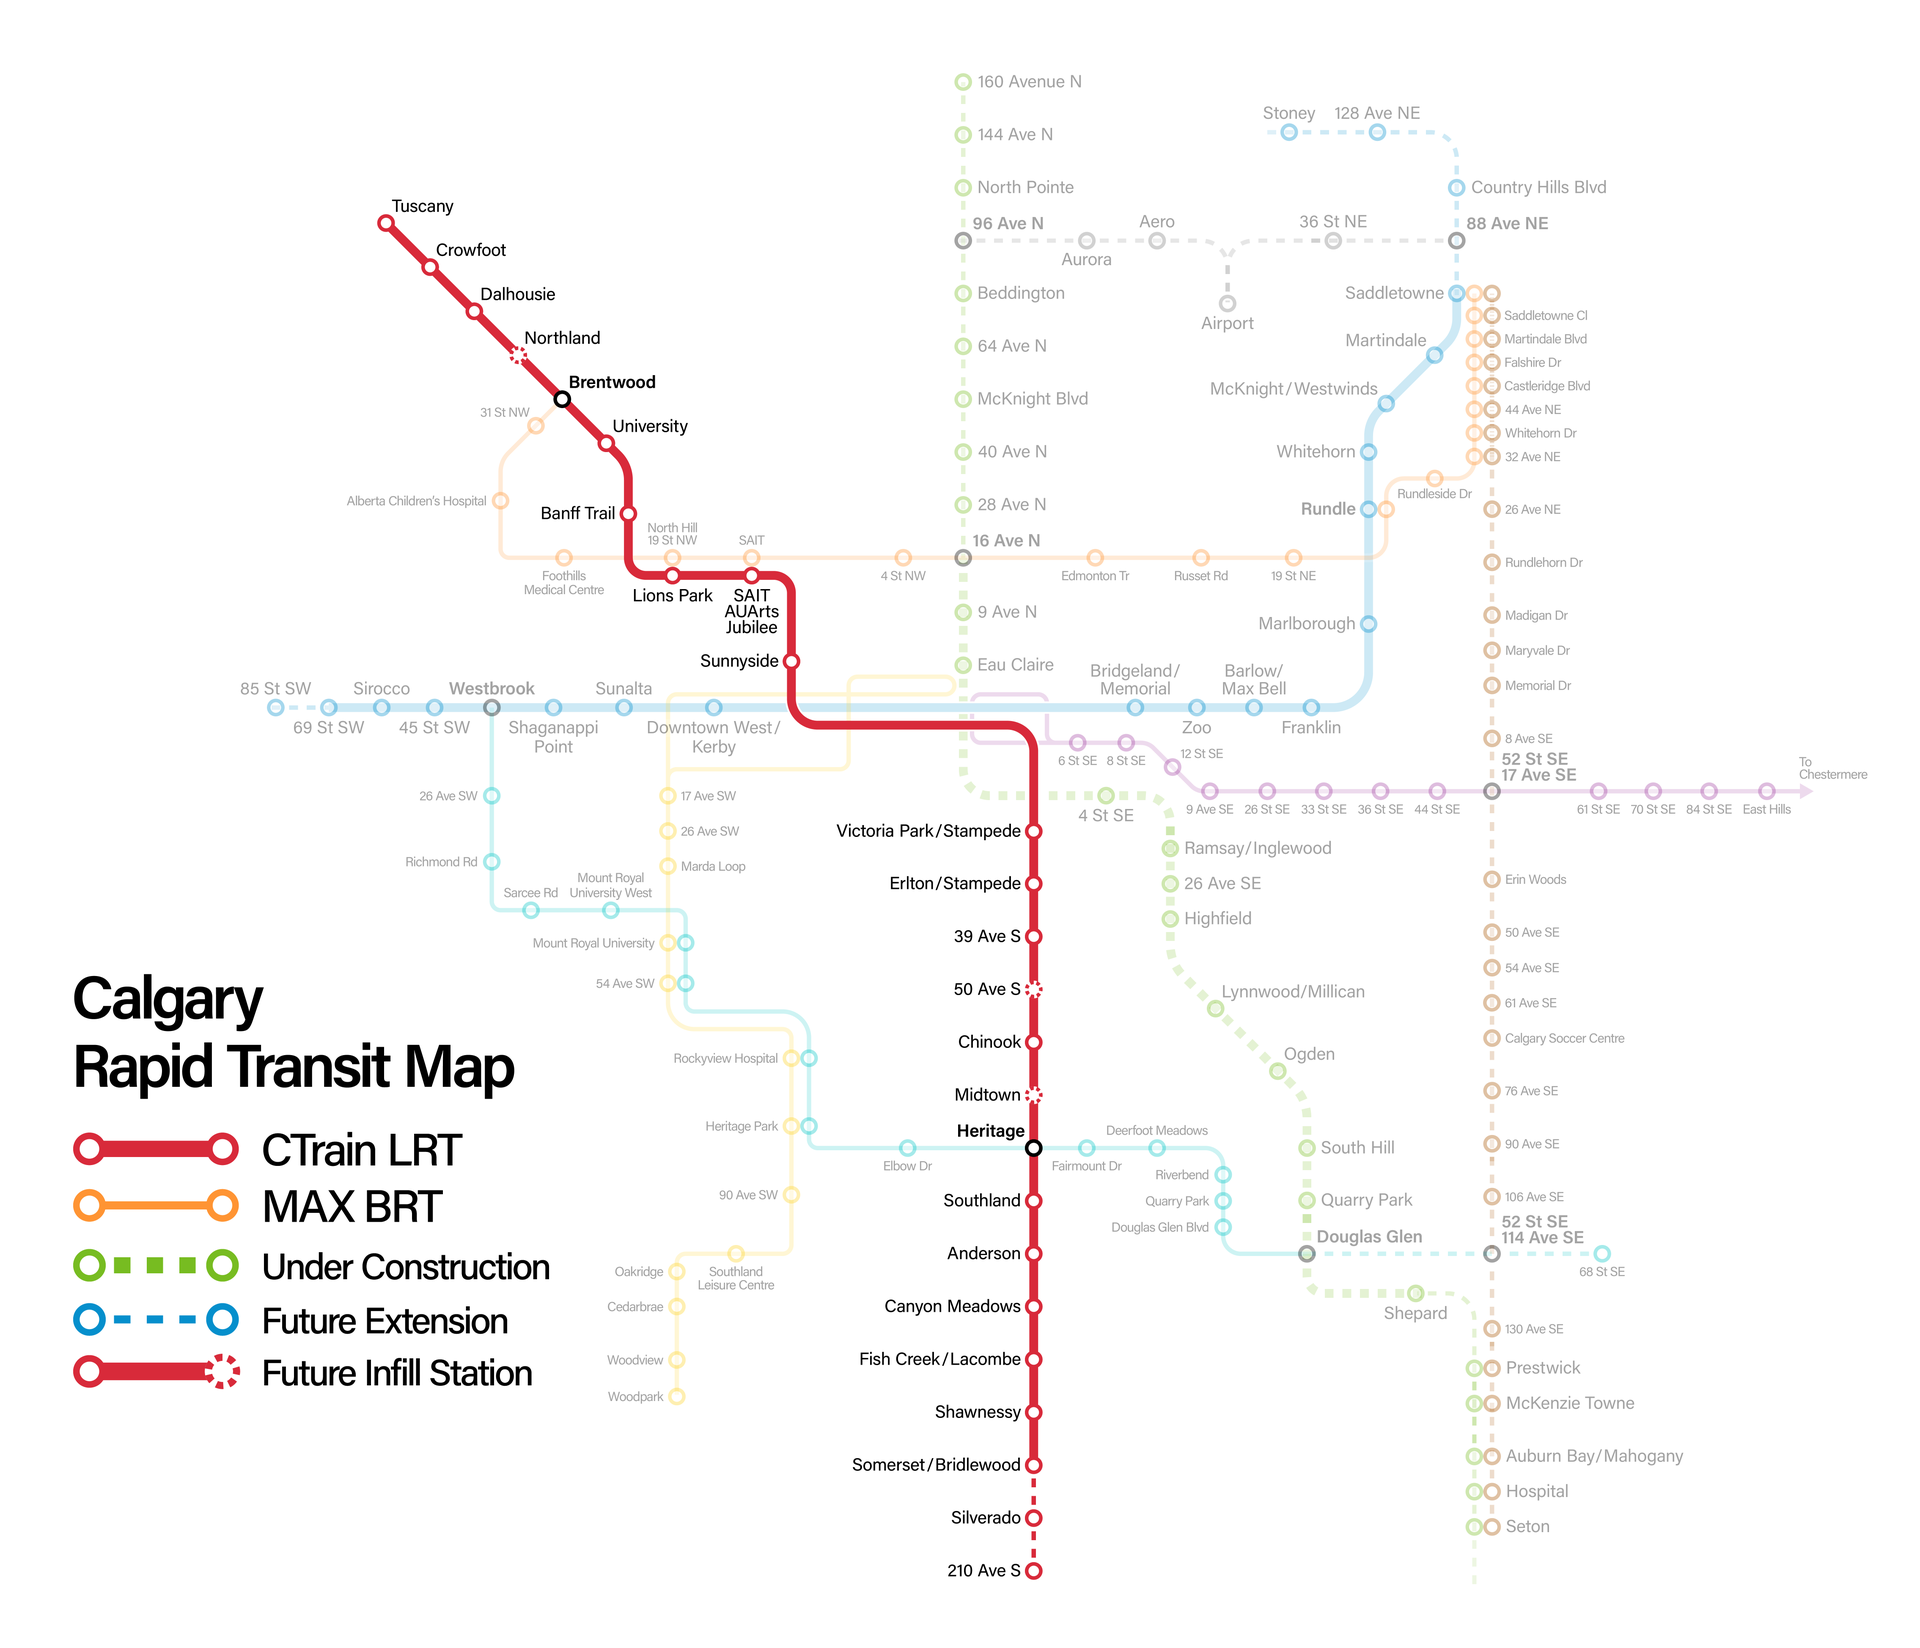 160 Avenue N
144 Ave N
North Pointe
96 Ave N
Aurora
Aero
36 St NE
Airport
Stoney
128 Ave NE
Country Hills Blvd
88 Ave NE
Beddington
64 Ave N
McKnight Blvd
40 Ave N
28 Ave N
16 Ave N
9 Ave N
Eau Claire
Saddletowne
Martindale
McKnight/Westwinds
Whitehorn
Rundle
Marlborough
Saddletowne Cl
Martindale Blvd
Falshire Dr
Castleridge Blvd
44 Ave NE
Whitehorn Dr
32 Ave NE
Rundleside Dr
26 Ave NE
Rundlehorn Dr
Madigan Dr
Maryvale Dr
Memorial Dr
8 Ave SE
52 St SE
17 Ave SE
Tuscany
Crowfoot
Dalhousie
Northland
Brentwood
University
31 St NW
Alberta Children's Hospital
Banff Trail
North Hill
19 St NW
SAIT
Foothills
Medical Centre
Lions Park
SAIT
AUArts
Jubilee
4 St NW
Edmonton Tr
Russet Rd
19 St NE
Sunnyside
85 St SW
69 St SW
Sirocco
45 St SW
Westbrook
Shaganappi
Point
Sunalta
Downtown West/
Kerby
Bridgeland/
Memorial
Zoo
Barlow/
Max Bell
Franklin
6 St SE
8 St SE
12 St SE
9 Ave SE
26 St SE
33 St SE
36 St SE
44 St SE
61 St SE
70 St SE
84 St SE
East Hills
To
Chestermere
26 Ave SW
Richmond Rd
Sarcee Rd
Mount Royal
University West
17 Ave SW
26 Ave SW
Marda Loop
Mount Royal University
54 Ave SW
Rockyview Hospital
Heritage Park
90 Ave SW
Southland
Leisure Centre
Oakridge
Cedarbrae
Woodview
Woodpark
Elbow Dr
Victoria Park/Stampede
Erlton/Stampede
39 Ave S
50 Ave S
Chinook
Midtown
Heritage
Southland
Anderson
Canyon Meadows
Fish Creek/Lacombe
Shawnessy
Somerset/Bridlewood
Silverado
210 Ave S
Fairmount Dr
Deerfoot Meadows
Riverbend
Quarry Park
Douglas Glen Blvd
4 St SE
Ramsay/Inglewood
26 Ave SE
Highfield
Lynnwood/Millican
Ogden
South Hill
Quarry Park
Douglas Glen
Shepard
Erin Woods
50 Ave SE
54 Ave SE
61 Ave SE
Calgary Soccer Centre
76 Ave SE
90 Ave SE
106 Ave SE
52 St SE
114 Ave SE
68 St SE
130 Ave SE
Prestwick
McKenzie Towne
Auburn Bay/Mahogany
Hospital
Seton
Calgary
Rapid Transit Map
CTrain LRT
MAX BRT
Under Construction
Future Extension
Future Infill Station